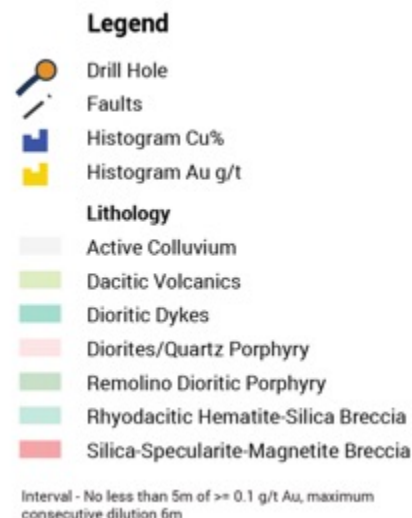 Legend
Drill Hole
Faults
Histogram Cu%
Histogram Au g/t
Lithology
Active Colluvium
Dacitic Volcanics
Dioritic Dykes
Diorites/Quartz Porphyry
Remolino Dioritic Porphyry
Rhyodacitic Hematite-Silica Breccia
Silica-Specularite-Magnetite Breccia
Interval - No less than 5m of >= 0.1 g/t Au, maximum
consecutive dilution 6m